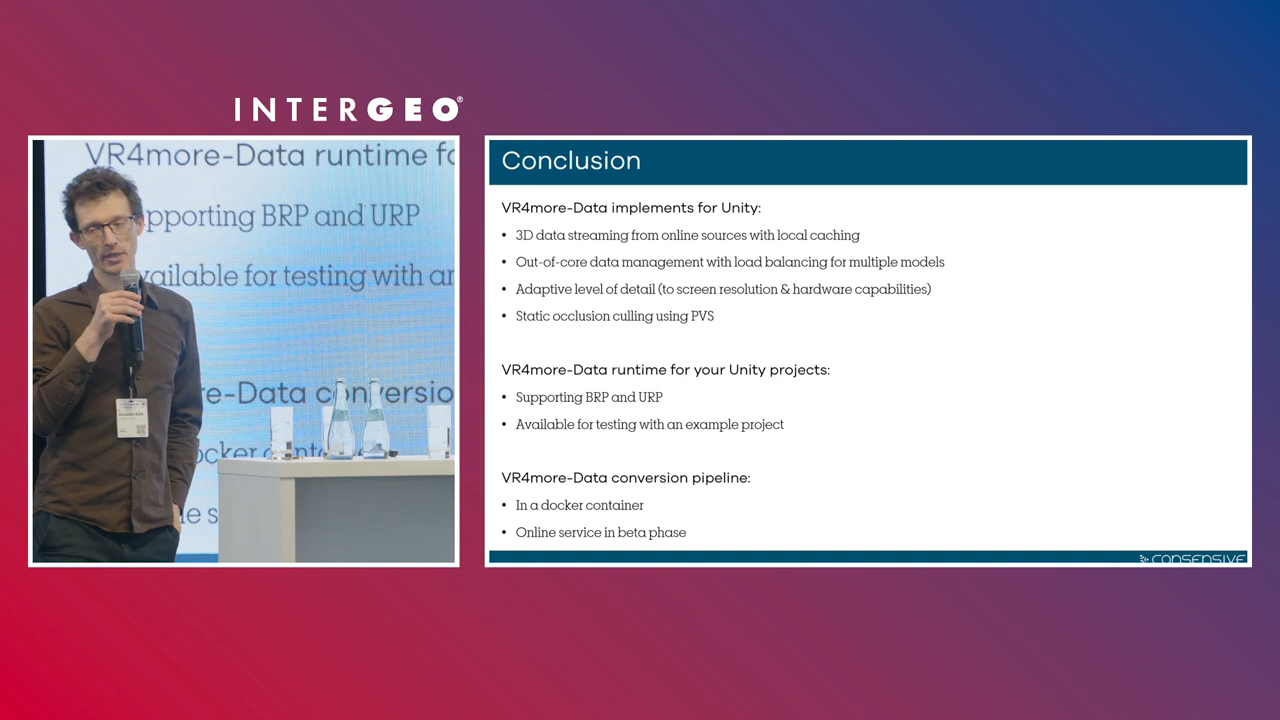 INTERGEO®
VR4more-Data runtime fo
pporting BRP and URP
vailable for testing with an
re-Data conversio
ocker conta
le s
Conclusion
VR4more-Data implements for Unity:
• 3D data streaming from online sources with local caching
• Out-of-core data management with load balancing for multiple models
• Adaptive level of detail (to screen resolution & hardware capabilities)
• Static occlusion culling using PVS
VR4more-Data runtime for your Unity projects:
• Supporting BRP and URP
• Available for testing with an example project
VR4more-Data conversion pipeline:
• In a docker container
• Online service in beta phase
CONSENSIVE